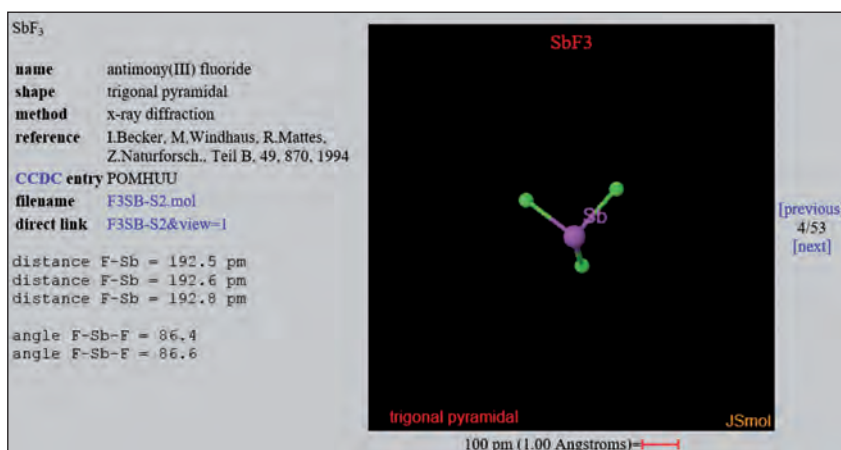 SbF₃
name antimony(III) fluoride
shape trigonal pyramidal
method x-ray diffraction
reference I.Becker, M.Windhaus, R.Mattes,
Z.Naturforsch., Teil B, 49, 870, 1994
CCDC entry POMHUU
filename F3SB-S2.mol
direct link F3SB-S2&view=1
distance F-Sb = 192.5 pm
distance F-Sb = 192.6 pm
distance F-Sb = 192.8 pm
angle F-Sb-F = 86.4
angle F-Sb-F = 86.6
SbF3
Sb
trigonal pyramidal
JSmol
100 pm (1.00 Angstroms)=
[previous
4/53
[next]